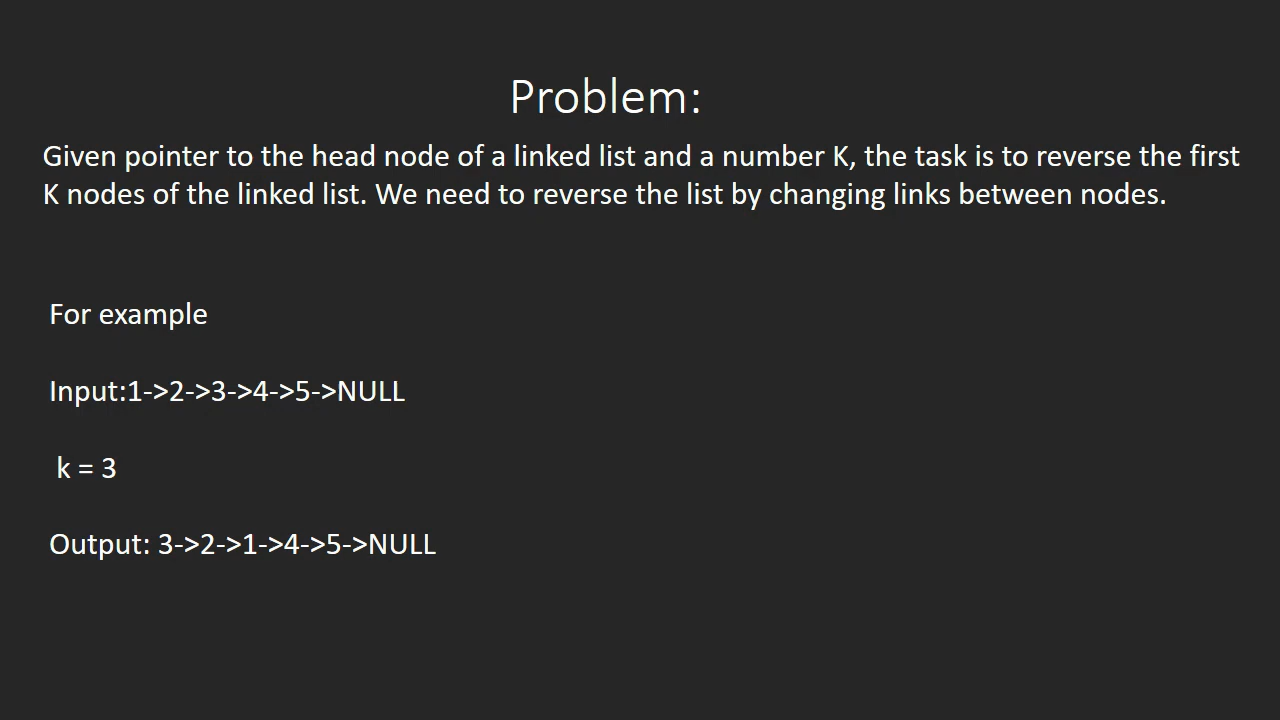 Problem:
Given pointer to the head node of a linked list and a number K, the task is to reverse the first
K nodes of the linked list. We need to reverse the list by changing links between nodes.
For example
Input:1->2->3->4->5->NULL
k = 3
Output: 3->2->1->4->5->NULL